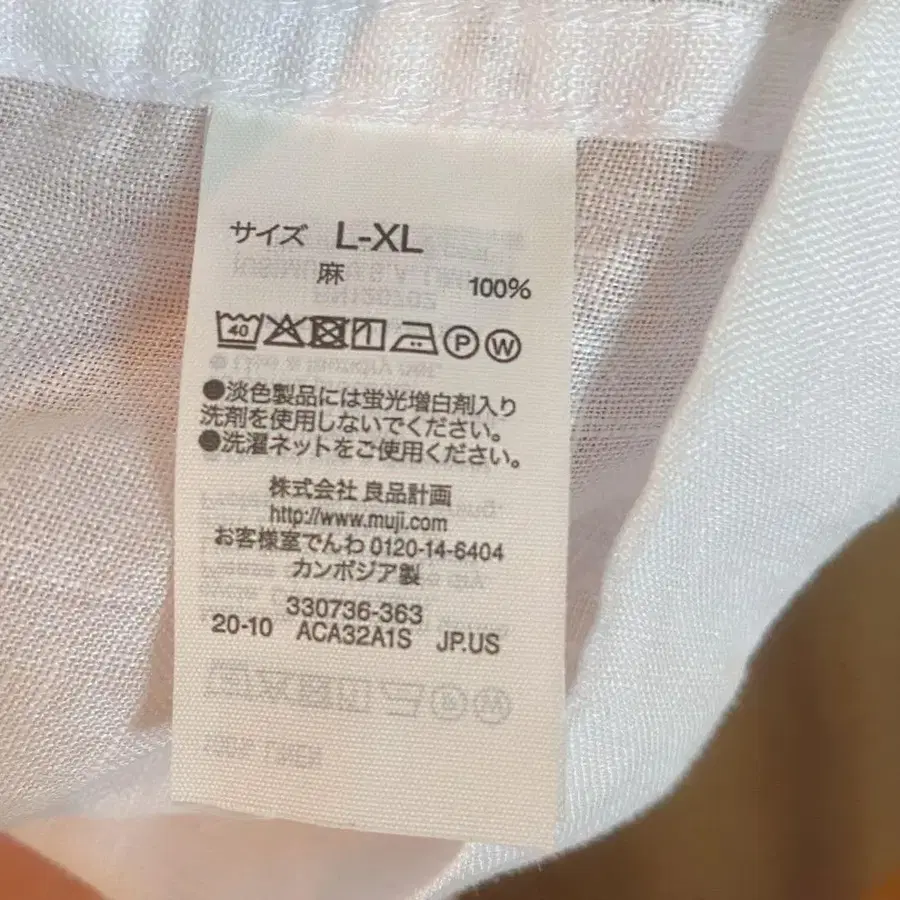 サイズ L-XL
麻 100%
40 P W
●淡色製品には蛍光増白剤入り
洗剤を使用しないでください。
●洗濯ネットをご使用ください。
株式会社 良品計画
http://www.muji.com
お客様室でんわ 0120-14-6404
カンボジア製
330736-363
20-10 ACA32A1S JP.US
100% LINEN